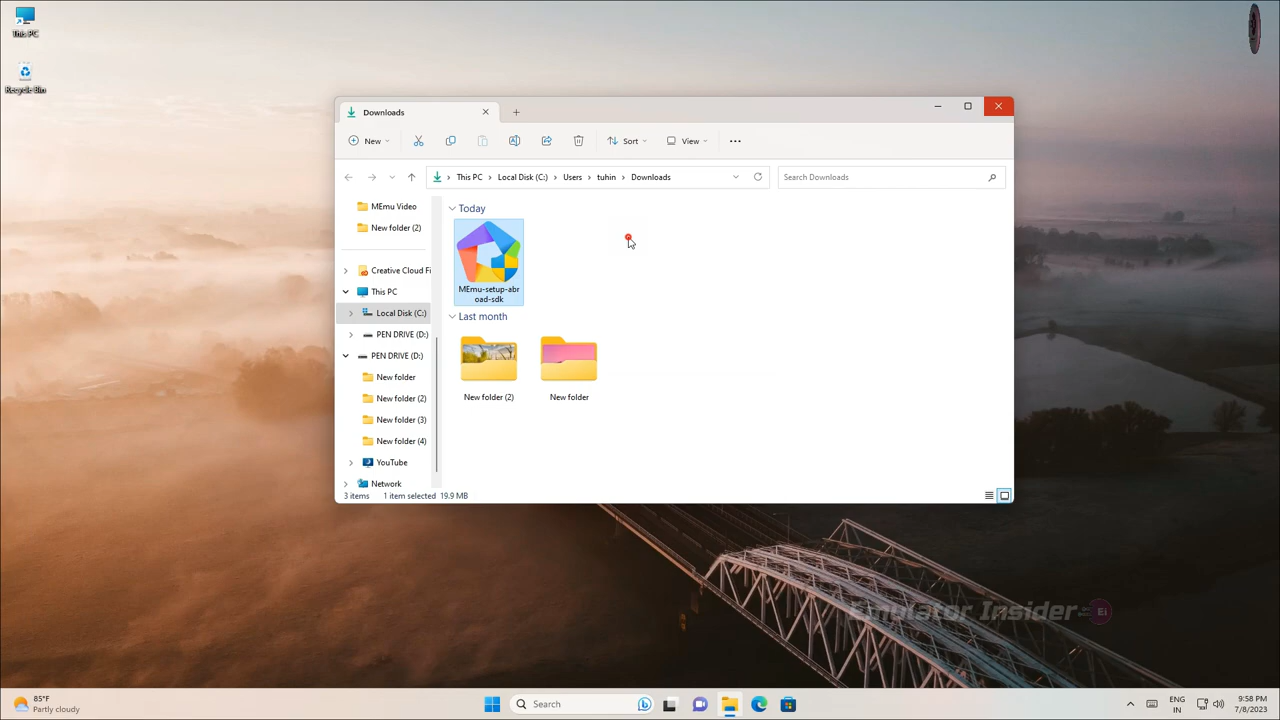 This PC
Recycle Bin
Downloads
New
Sort
View
This PC
Local Disk (C:)
Users
tuhin
Downloads
Search Downloads
MEmu Video
New folder (2)
Creative Cloud Fi
This PC
Local Disk (C:)
PEN DRIVE (D:)
PEN DRIVE (D:)
New folder
New folder (2)
New folder (3)
New folder (4)
YouTube
Network
Today
MEmu-setup-abr
oad-sdk
Last month
New folder (2)
New folder
3 items
1 item selected 19.9 MB
Emulator Insider Ei
85°F
Partly cloudy
Search
ENG
IN
9:58 PM
7/8/2023